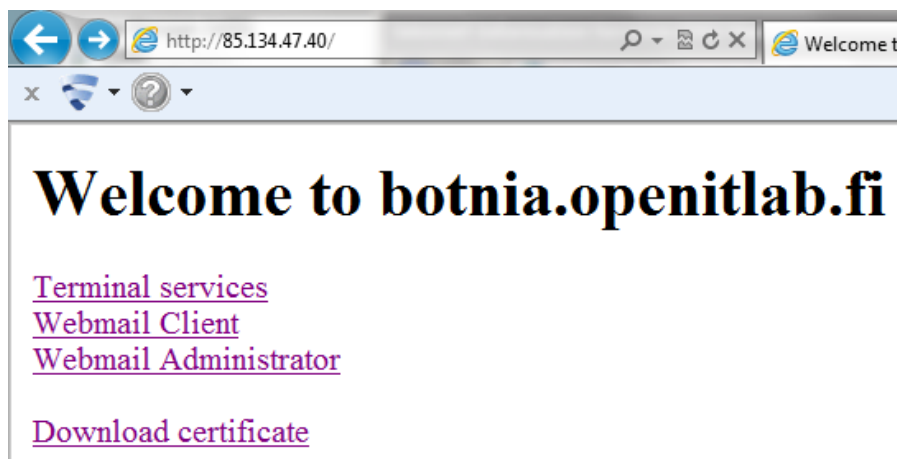 http://85.134.47.40/
Welcome t
x
Welcome to botnia.openitlab.fi
Terminal services
Webmail Client
Webmail Administrator
Download certificate